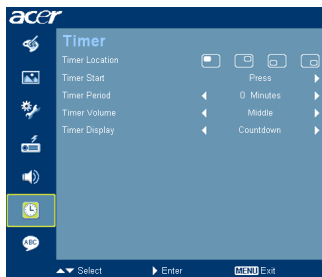 acer
Timer
Timer Location
Timer Start Press
Timer Period 0 Minutes
Timer Volume Middle
Timer Display Countdown
ABC
Select Enter MENU Exit